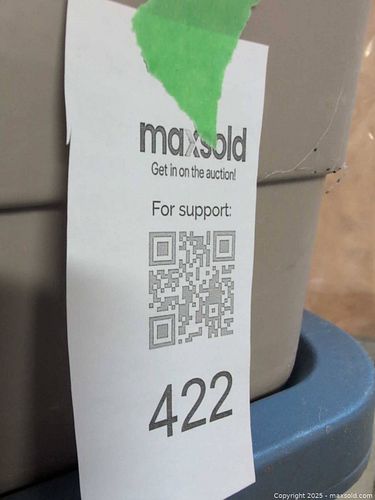 maxsold
Get in on the auction!
For support:
422
Copyright 2025 - maxsold.com